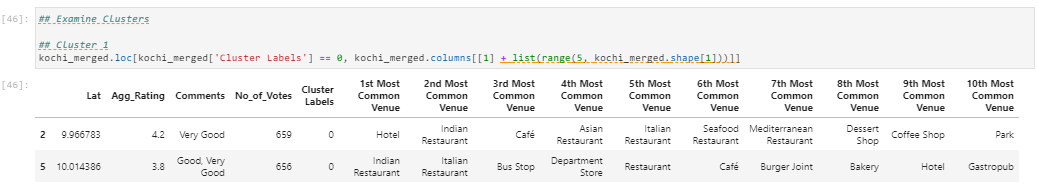 [46]: ## Examine Clusters
## Cluster 1
kochi_merged.loc[kochi_merged['Cluster Labels'] == 0, kochi_merged.columns[[1] + list(range(5, kochi_merged.shape[1]))]]
[46]:
Lat Agg_Rating Comments No_of_Votes Cluster Labels 1st Most Common Venue 2nd Most Common Venue 3rd Most Common Venue 4th Most Common Venue 5th Most Common Venue 6th Most Common Venue 7th Most Common Venue 8th Most Common Venue 9th Most Common Venue 10th Most Common Venue
2 9.966783 4.2 Very Good 659 0 Hotel Indian Restaurant Café Asian Restaurant Italian Restaurant Seafood Restaurant Mediterranean Restaurant Dessert Shop Coffee Shop Park
5 10.014386 3.8 Good, Very Good 656 0 Indian Restaurant Italian Restaurant Bus Stop Department Store Restaurant Café Burger Joint Bakery Hotel Gastropub